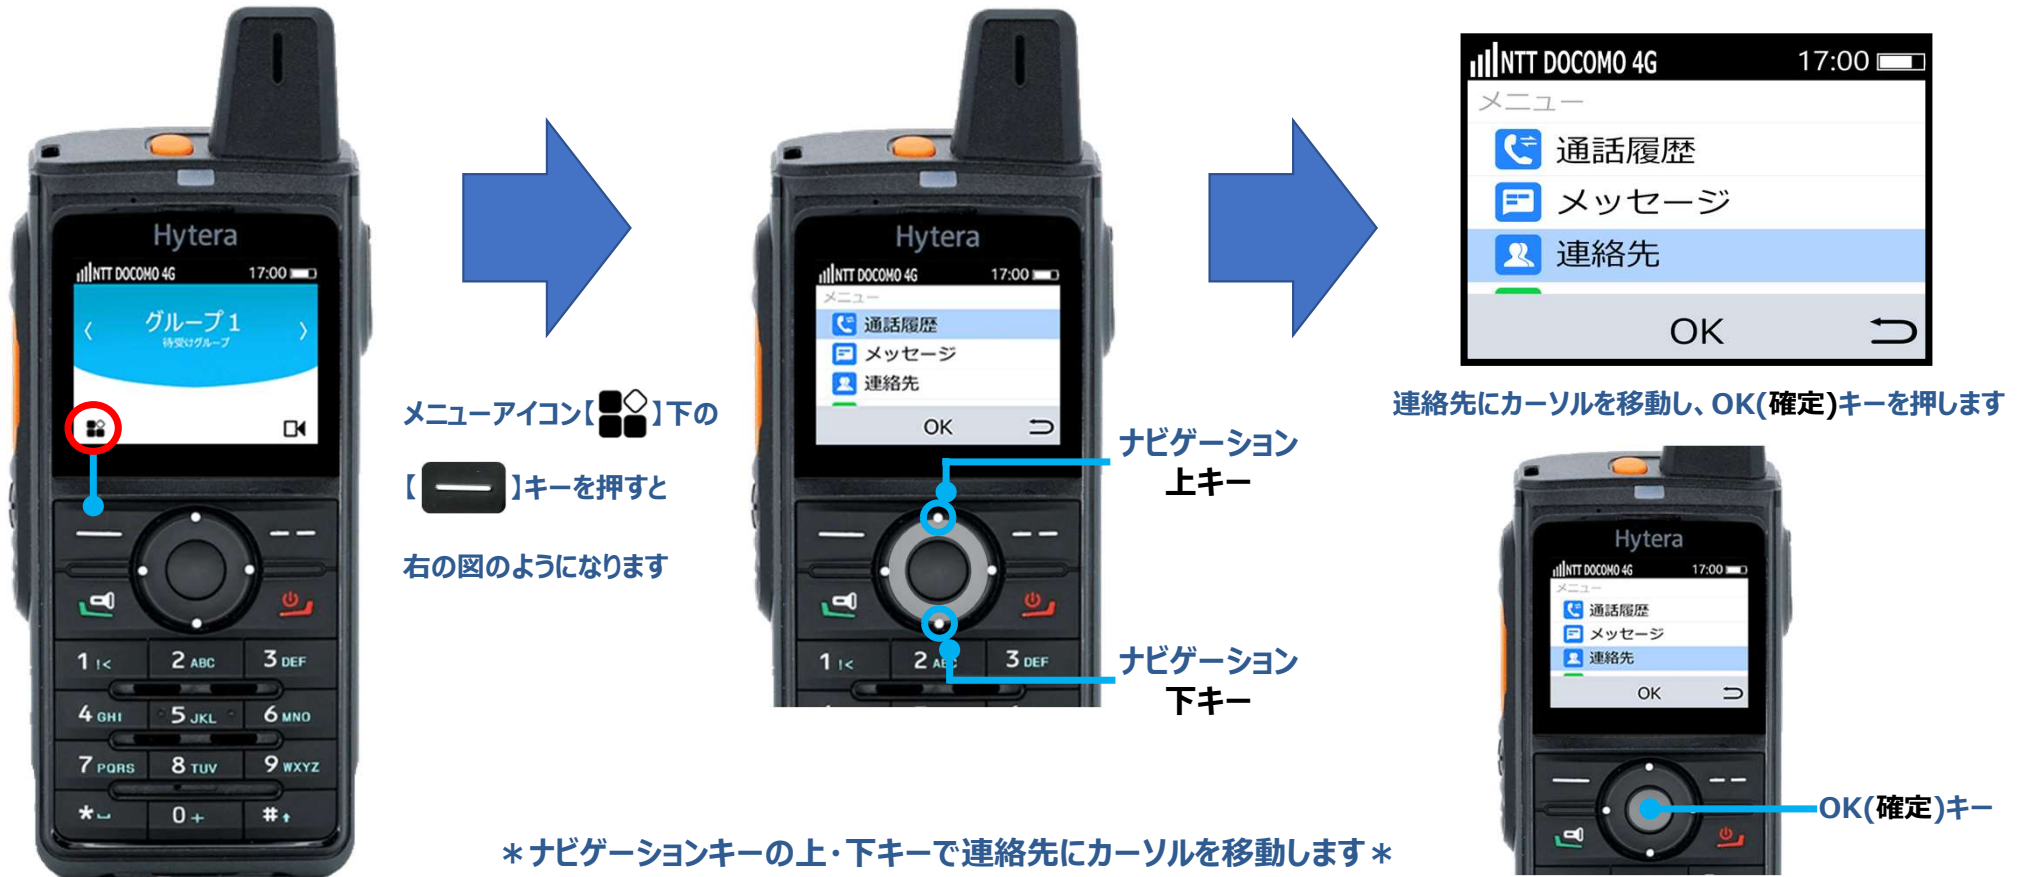 Hytera
NTT DOCOMO 4G 17:00
グループ 1
待受けグループ
1 !<
2 ABC
3 DEF
4 GHI
5 JKL
6 MNO
7 PQRS
8 TUV
9 WXYZ
*
0 +
#
メニューアイコン【】下の
【】キーを押すと
右の図のようになります
Hytera
NTT DOCOMO 4G 17:00
メニュー
通話履歴
メッセージ
連絡先
OK
1 !<
2 ABC
3 DEF
ナビゲーション
上キー
ナビゲーション
下キー
NTT DOCOMO 4G 17:00
メニュー
通話履歴
メッセージ
連絡先
OK
連絡先にカーソルを移動し、OK(確定)キーを押します
Hytera
NTT DOCOMO 4G 17:00
メニュー
通話履歴
メッセージ
連絡先
OK
OK(確定)キー
＊ナビゲーションキーの上・下キーで連絡先にカーソルを移動します＊